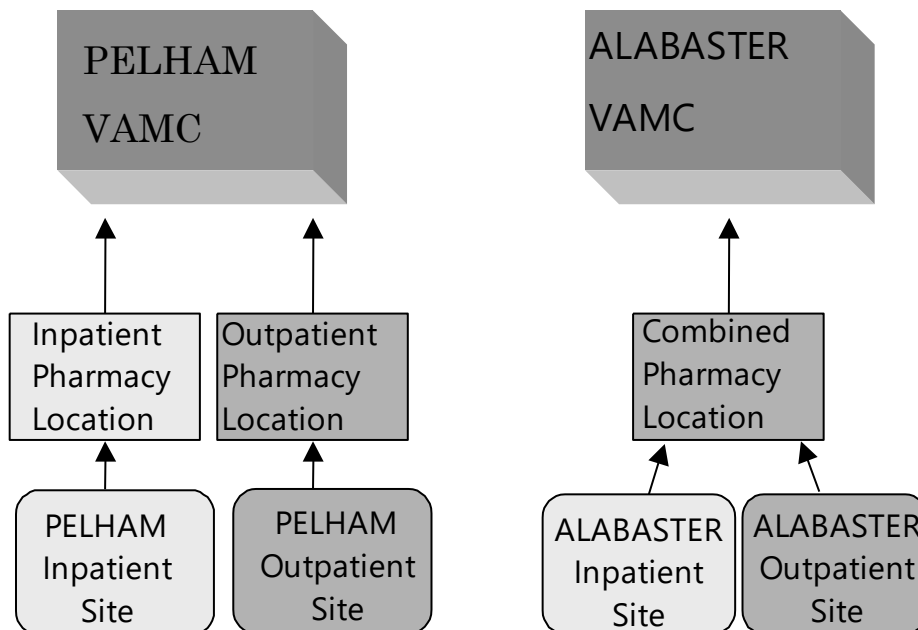 PELHAM
VAMC
ALABASTER
VAMC
Inpatient
Pharmacy
Location
Outpatient
Pharmacy
Location
Combined
Pharmacy
Location
PELHAM
Inpatient
Site
PELHAM
Outpatient
Site
ALABASTER
Inpatient
Site
ALABASTER
Outpatient
Site